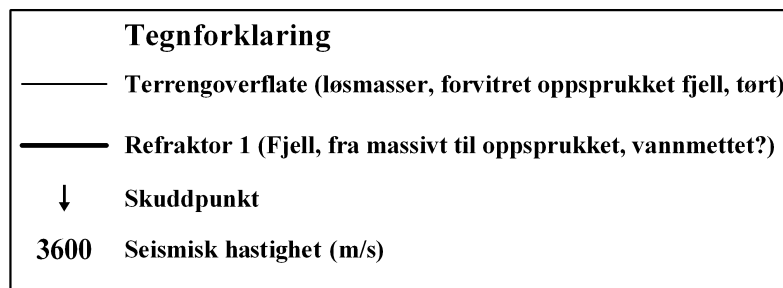 Tegnforklaring
Terrengoverflate (løsmasser, forvitret oppsprukket fjell, tørt)
Refraktor 1 (Fjell, fra massivt til oppsprukket, vannmettet?)
Skuddpunkt
3600 Seismisk hastighet (m/s)